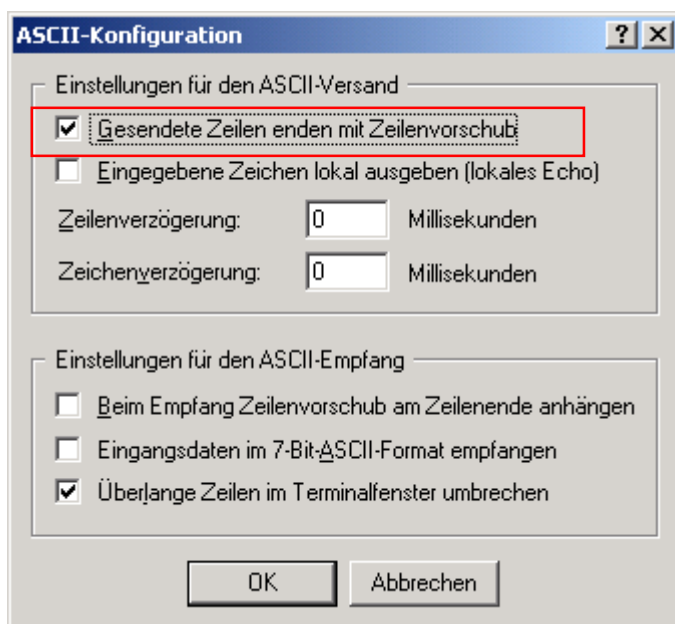 ASCII-Konfiguration
Einstellungen für den ASCII-Versand
Gesendete Zeilen enden mit Zeilenvorschub
Eingegebene Zeichen lokal ausgeben (lokales Echo)
Zeilenverzögerung: 0 Millisekunden
Zeichenverzögerung: 0 Millisekunden
Einstellungen für den ASCII-Empfang
Beim Empfang Zeilenvorschub am Zeilenende anhängen
Eingangsdaten im 7-Bit-ASCII-Format empfangen
Überlange Zeilen im Terminalfenster umbrechen
OK Abbrechen